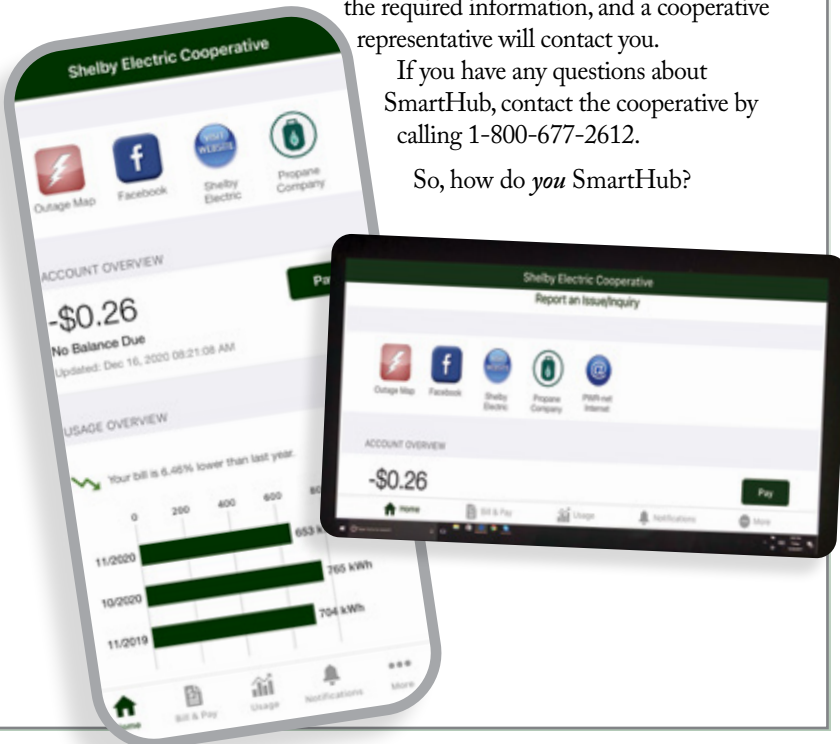 the required information, and a cooperative
representative will contact you.
If you have any questions about
SmartHub, contact the cooperative by
calling 1-800-677-2612.
So, how do you SmartHub?
Shelby Electric Cooperative
Outage Map
Facebook
VISIT WEBSITE
Shelby Electric
Propane Company
ACCOUNT OVERVIEW
-$0.26
No Balance Due
Updated: Dec 16, 2020 08:21:08 AM
USAGE OVERVIEW
Your bill is 6.46% lower than last year.
0 200 400 600
11/2020 653
10/2020 765 kWh
11/2019 704 kWh
Home
Bill & Pay
Usage
Notifications
More
Shelby Electric Cooperative
Report an Issue/Inquiry
Outage Map
Facebook
Shelby Electric
Propane Company
PWR-net Internet
ACCOUNT OVERVIEW
-$0.26
Pay
Home
Bill & Pay
Usage
Notifications
More